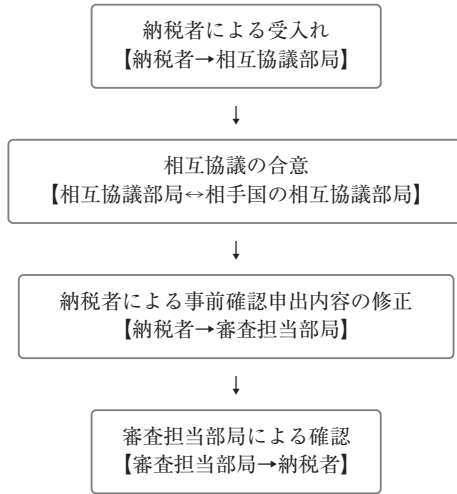 納税者による受入れ
【納税者→相互協議部局】
↓
相互協議の合意
【相互協議部局↔相手国の相互協議部局】
↓
納税者による事前確認申出内容の修正
【納税者→審査担当部局】
↓
審査担当部局による確認
【審査担当部局→納税者】